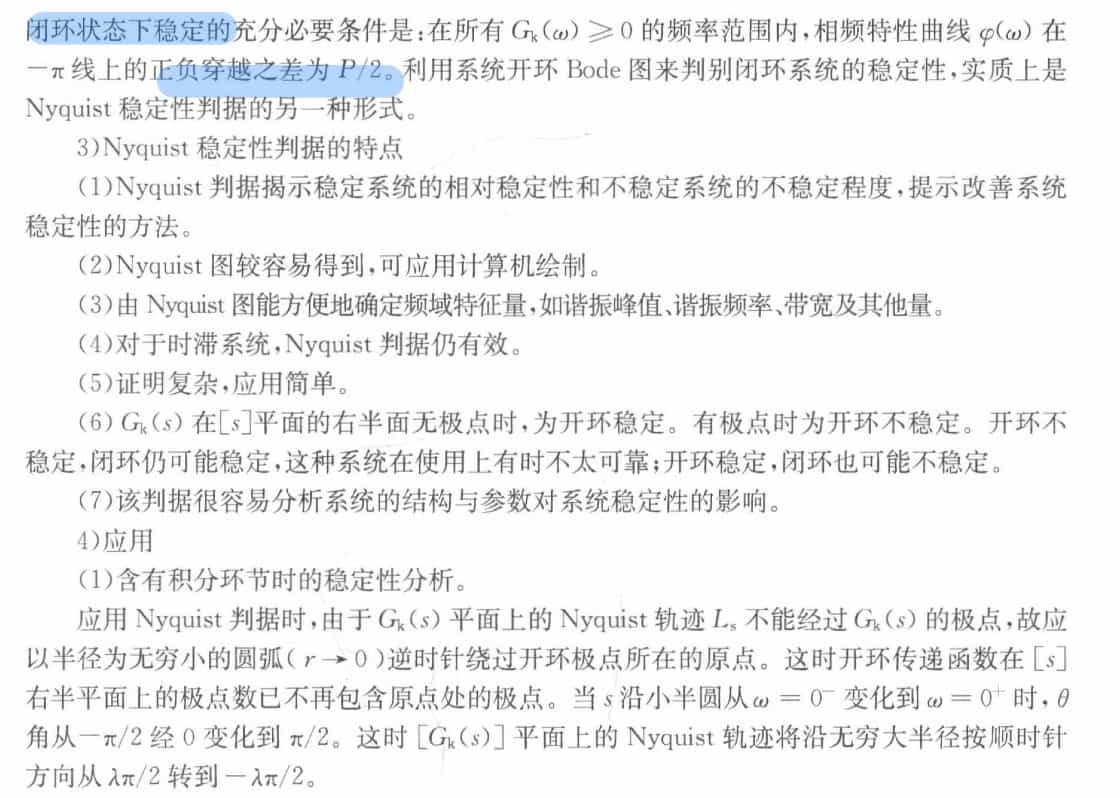 闭环状态下稳定的充分必要条件是:在所有 Gk(ω)⩾0 的频率范围内,相频特性曲线 φ(ω) 在
-π 线上的正负穿越之差为 P/2。利用系统开环 Bode 图来判别闭环系统的稳定性,实质上是
Nyquist 稳定性判据的另一种形式。
3)Nyquist 稳定性判据的特点
(1)Nyquist 判据揭示稳定系统的相对稳定性和不稳定系统的不稳定程度,提示改善系统
稳定性的方法。
(2)Nyquist 图较容易得到,可应用计算机绘制。
(3)由 Nyquist 图能方便地确定频域特征量,如谐振峰值、谐振频率、带宽及其他量。
(4)对于时滞系统,Nyquist 判据仍有效。
(5)证明复杂,应用简单。
(6) Gk(s) 在[s]平面的右半面无极点时,为开环稳定。有极点时为开环不稳定。开环不
稳定,闭环仍可能稳定,这种系统在使用上有时不太可靠;开环稳定,闭环也可能不稳定。
(7)该判据很容易分析系统的结构与参数对系统稳定性的影响。
4)应用
(1)含有积分环节时的稳定性分析。
应用 Nyquist 判据时,由于 Gk(s) 平面上的 Nyquist 轨迹 Ls 不能经过 Gk(s) 的极点,故应
以半径为无穷小的圆弧(r→0)逆时针绕过开环极点所在的原点。这时开环传递函数在 [s]
右半平面上的极点数已不再包含原点处的极点。当 s 沿小半圆从 ω = 0⁻ 变化到 ω = 0⁺ 时,θ
角从-π/2 经 0 变化到 π/2。这时 [Gk(s)] 平面上的 Nyquist 轨迹将沿无穷大半径按顺时针
方向从 λπ/2 转到 -λπ/2。